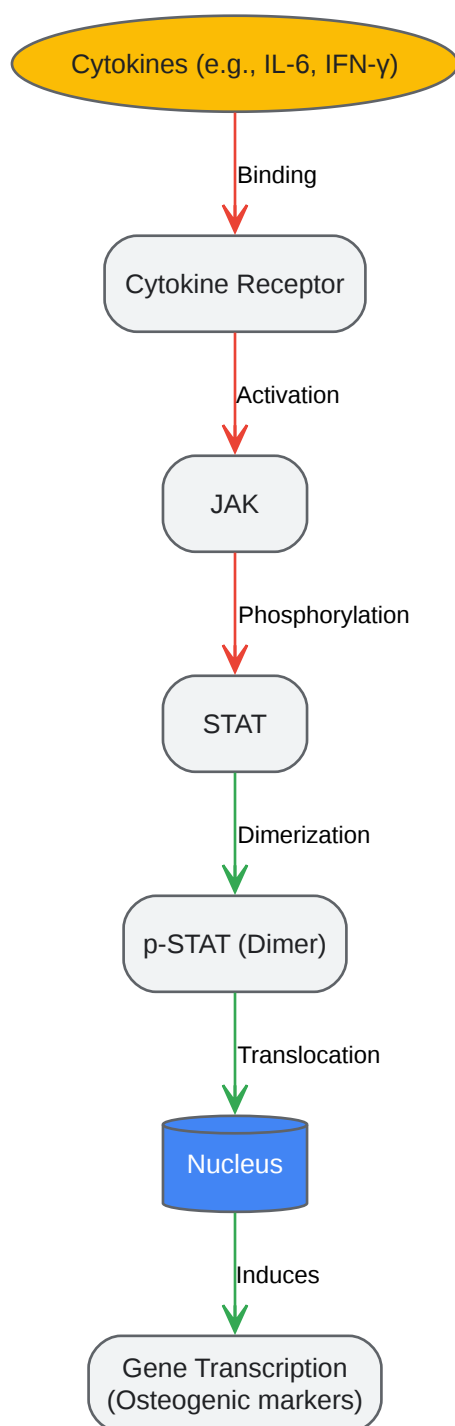 Cytokines (e.g., IL-6, IFN-γ)
Binding
Cytokine Receptor
Activation
JAK
Phosphorylation
STAT
Dimerization
p-STAT (Dimer)
Translocation
Nucleus
Induces
Gene Transcription
(Osteogenic markers)